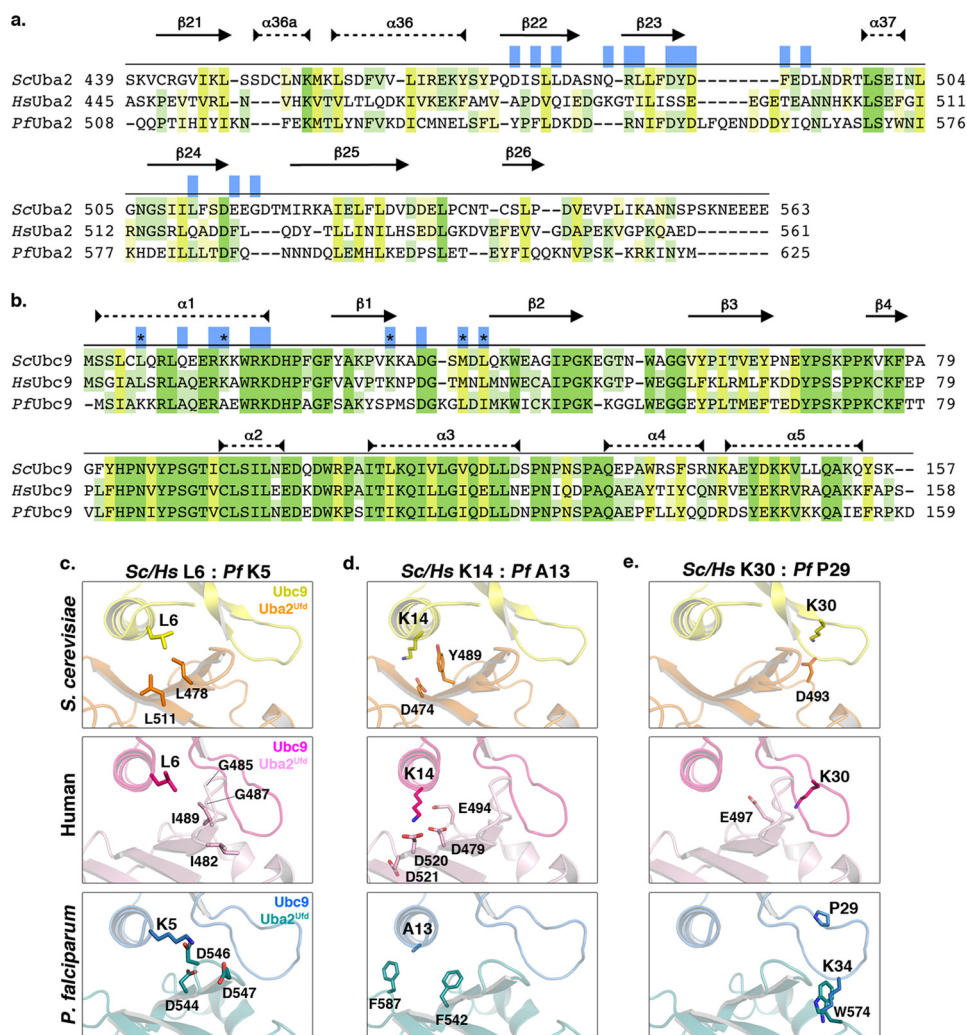 a.
β21 α36a α36 β22 β23 α37
ScUba2 439 SKVCRGVIKL-SSDCLNKMKLSDFVV-LIREKYSYPQDISLLDASNQ-RLLFDYD--------FEDLNDRTLSEINL 504
HsUba2 445 ASKPEVTVRL-N---VHKVTVLTLQDKIVKEKFAMV-APDVQIEDGKGTILISSE-----EGETEANNHKKLSEFGI 511
PfUba2 508 -QQPTIHIYIKN---FEKMTLYNFVKDICMNELSFL-YPFLDKDD---RNIFDYDLFQENDDDYIQNLYASLSYWNI 576
β24 β25 β26
ScUba2 505 GNGSIILFSDEEGDTMIRKAIELFLDVDDELPCNT-CSLP--DVEVPLIKANNSPSKNEEEE 563
HsUba2 512 RNGSRLQADDFL--QDY-TLLINILHSEDLGKDVEFEVV-GDAPEKVGPKQAED------- 561
PfUba2 577 KHDEILLLTDFQ--NNNDQLEMHLKEDPSLET--EYFIQQKNVPSK-KRKINYM------- 625
b.
α1 β1 β2 β3 β4
* * * * *
ScUbc9 MSSLCLQRLQEERKKWRKDHPFGFYAKPVKKADG-SMDLQKWEAGIPGKEGTN-WAGGVYPITVEYPNEYPSKPPKVKFPA 79
HsUbc9 MSGIALSRLAQERKAWRKDHPFGFVAVPTKNPDG-TMNLMNWECAIPGKKGTP-WEGGLFKLRMLFKDDYPSSPPKCKFEP 79
PfUbc9 -MSIAKKRLAQERAEWRKDHPAGFSAKYSPMSDGKGLDIMKWICKIPGK-KGGLWEGGEYPLTMEFTEDYPSKPPKCKFTT 79
α2 α3 α4 α5
ScUbc9 GFYHPNVYPSGTICLSILNEDQDWRPAITLKQIVLGVQDLLDSPNPNSPAQEPAWRSFSRNKAEYDKKVLLQAKQYSK-- 157
HsUbc9 PLFHPNVYPSGTVCLSILEEDKDWRPAITIKQILLGIQELLNEPNIQDPAQAEAYTIYCQNRVEYEKRVRAQAKKFAPS- 158
PfUbc9 VLFHPNIYPSGTVCLSILNEDEDWKPSITIKQILLGIQDLLDNPNPNSPAQAEPFLLYQQDRDSYEKKVKKQAIEFRPKD 159
c. Sc/Hs L6 : Pf K5
d. Sc/Hs K14 : Pf A13
e. Sc/Hs K30 : Pf P29
S. cerevisiae
Ubc9
Uba2Ufd
L6
L478
L511
K14
Y489
D474
K30
D493
Human
Ubc9
Uba2Ufd
L6
G485
G487
I489
I482
K14
E494
D479
D520
D521
K30
E497
P. falciparum
Ubc9
Uba2Ufd
K5
D546
D547
D544
A13
F587
F542
P29
K34
W574